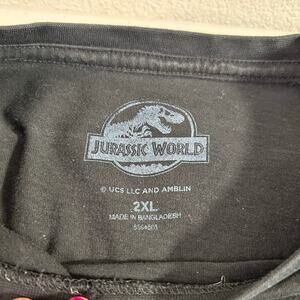 JURASSIC WORLD
© UCS LLC AND AMBLIN
2XL
MADE IN BANGLADESH